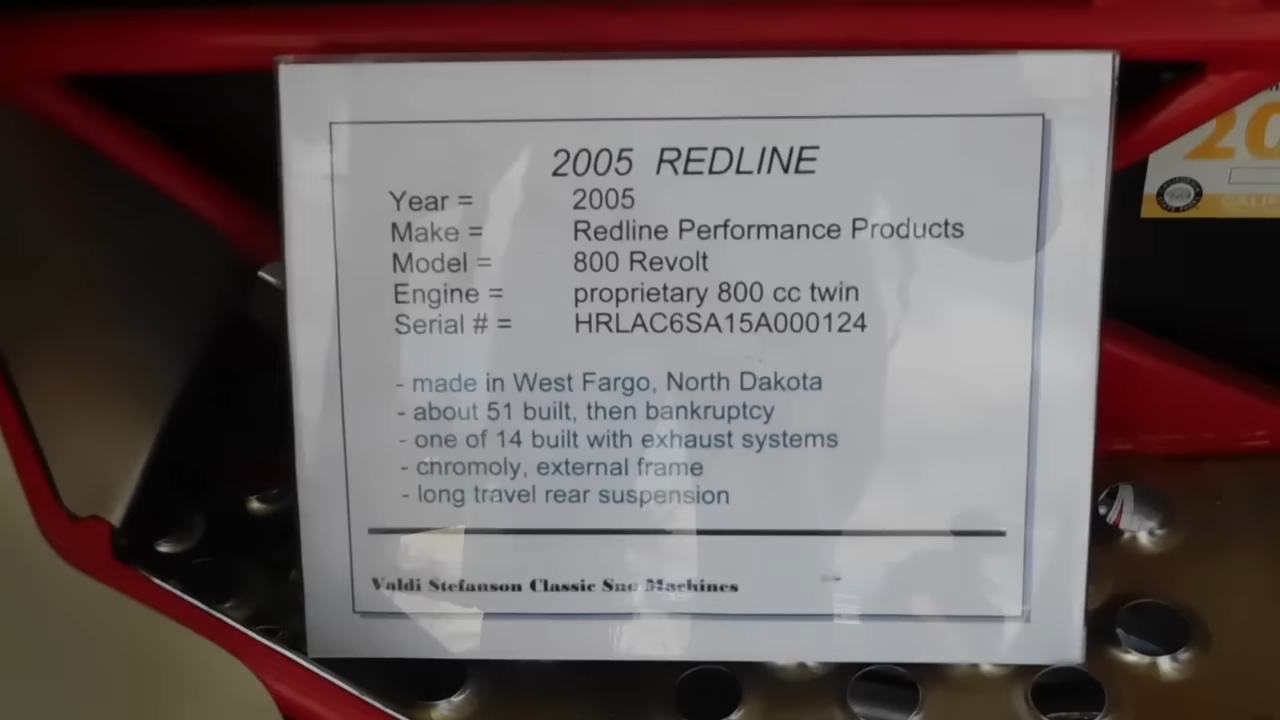 2005 REDLINE
Year = 2005
Make = Redline Performance Products
Model = 800 Revolt
Engine = proprietary 800 cc twin
Serial # = HRLAC6SA15A000124
- made in West Fargo, North Dakota
- about 51 built, then bankruptcy
- one of 14 built with exhaust systems
- chromoly, external frame
- long travel rear suspension
Valdi Stefanson Classic Sno Machines
20
CALIF